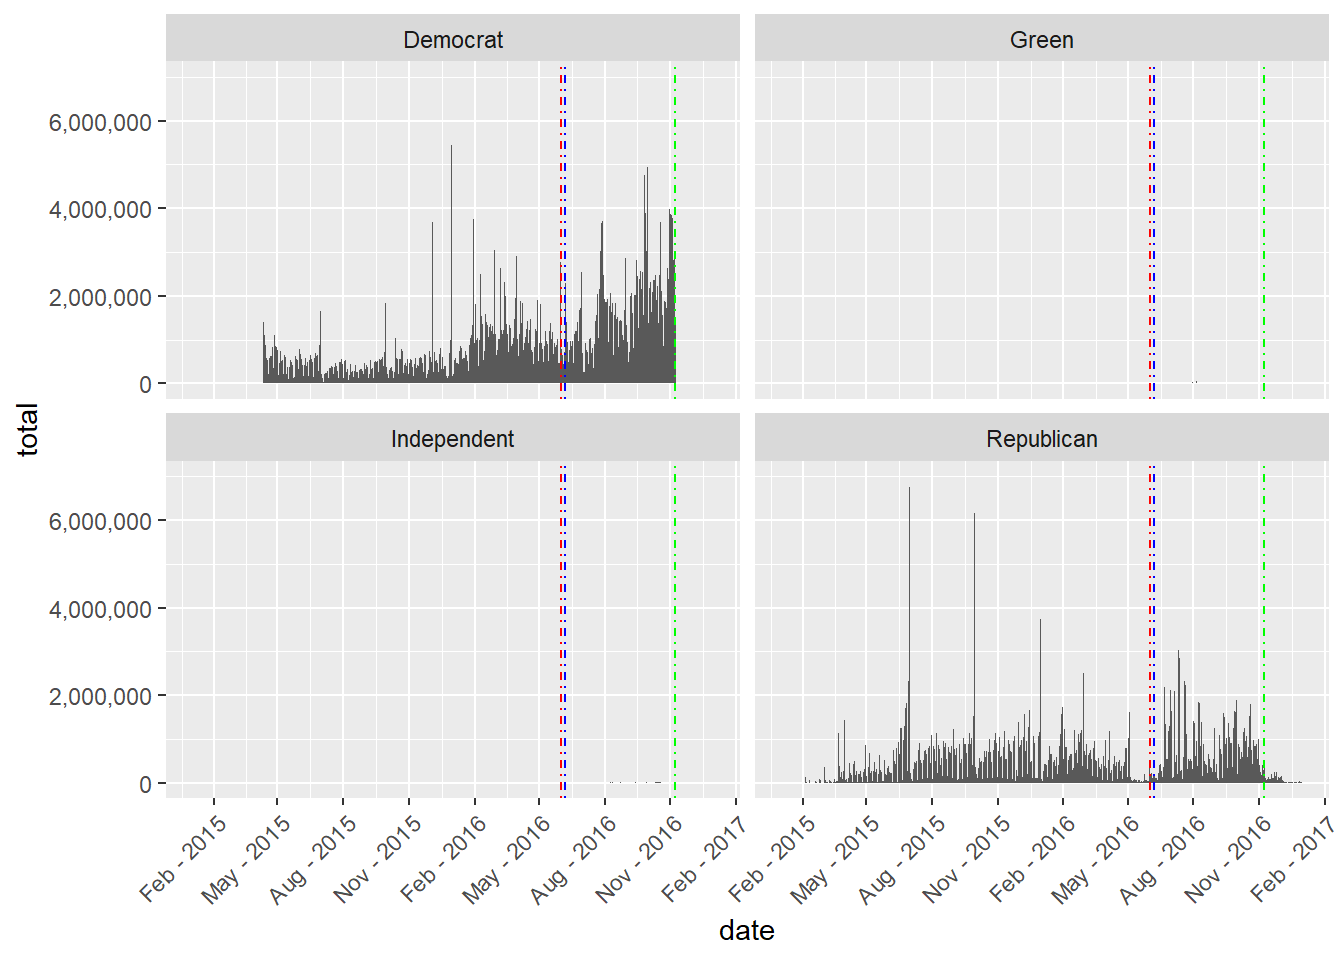 Democrat
Green
6,000,000
4,000,000
2,000,000
0
Independent
Republican
6,000,000
4,000,000
2,000,000
0
total
Feb - 2015
May - 2015
Aug - 2015
Nov - 2015
Feb - 2016
May - 2016
Aug - 2016
Nov - 2016
Feb - 2017
Feb - 2015
May - 2015
Aug - 2015
Nov - 2015
Feb - 2016
May - 2016
Aug - 2016
Nov - 2016
Feb - 2017
date